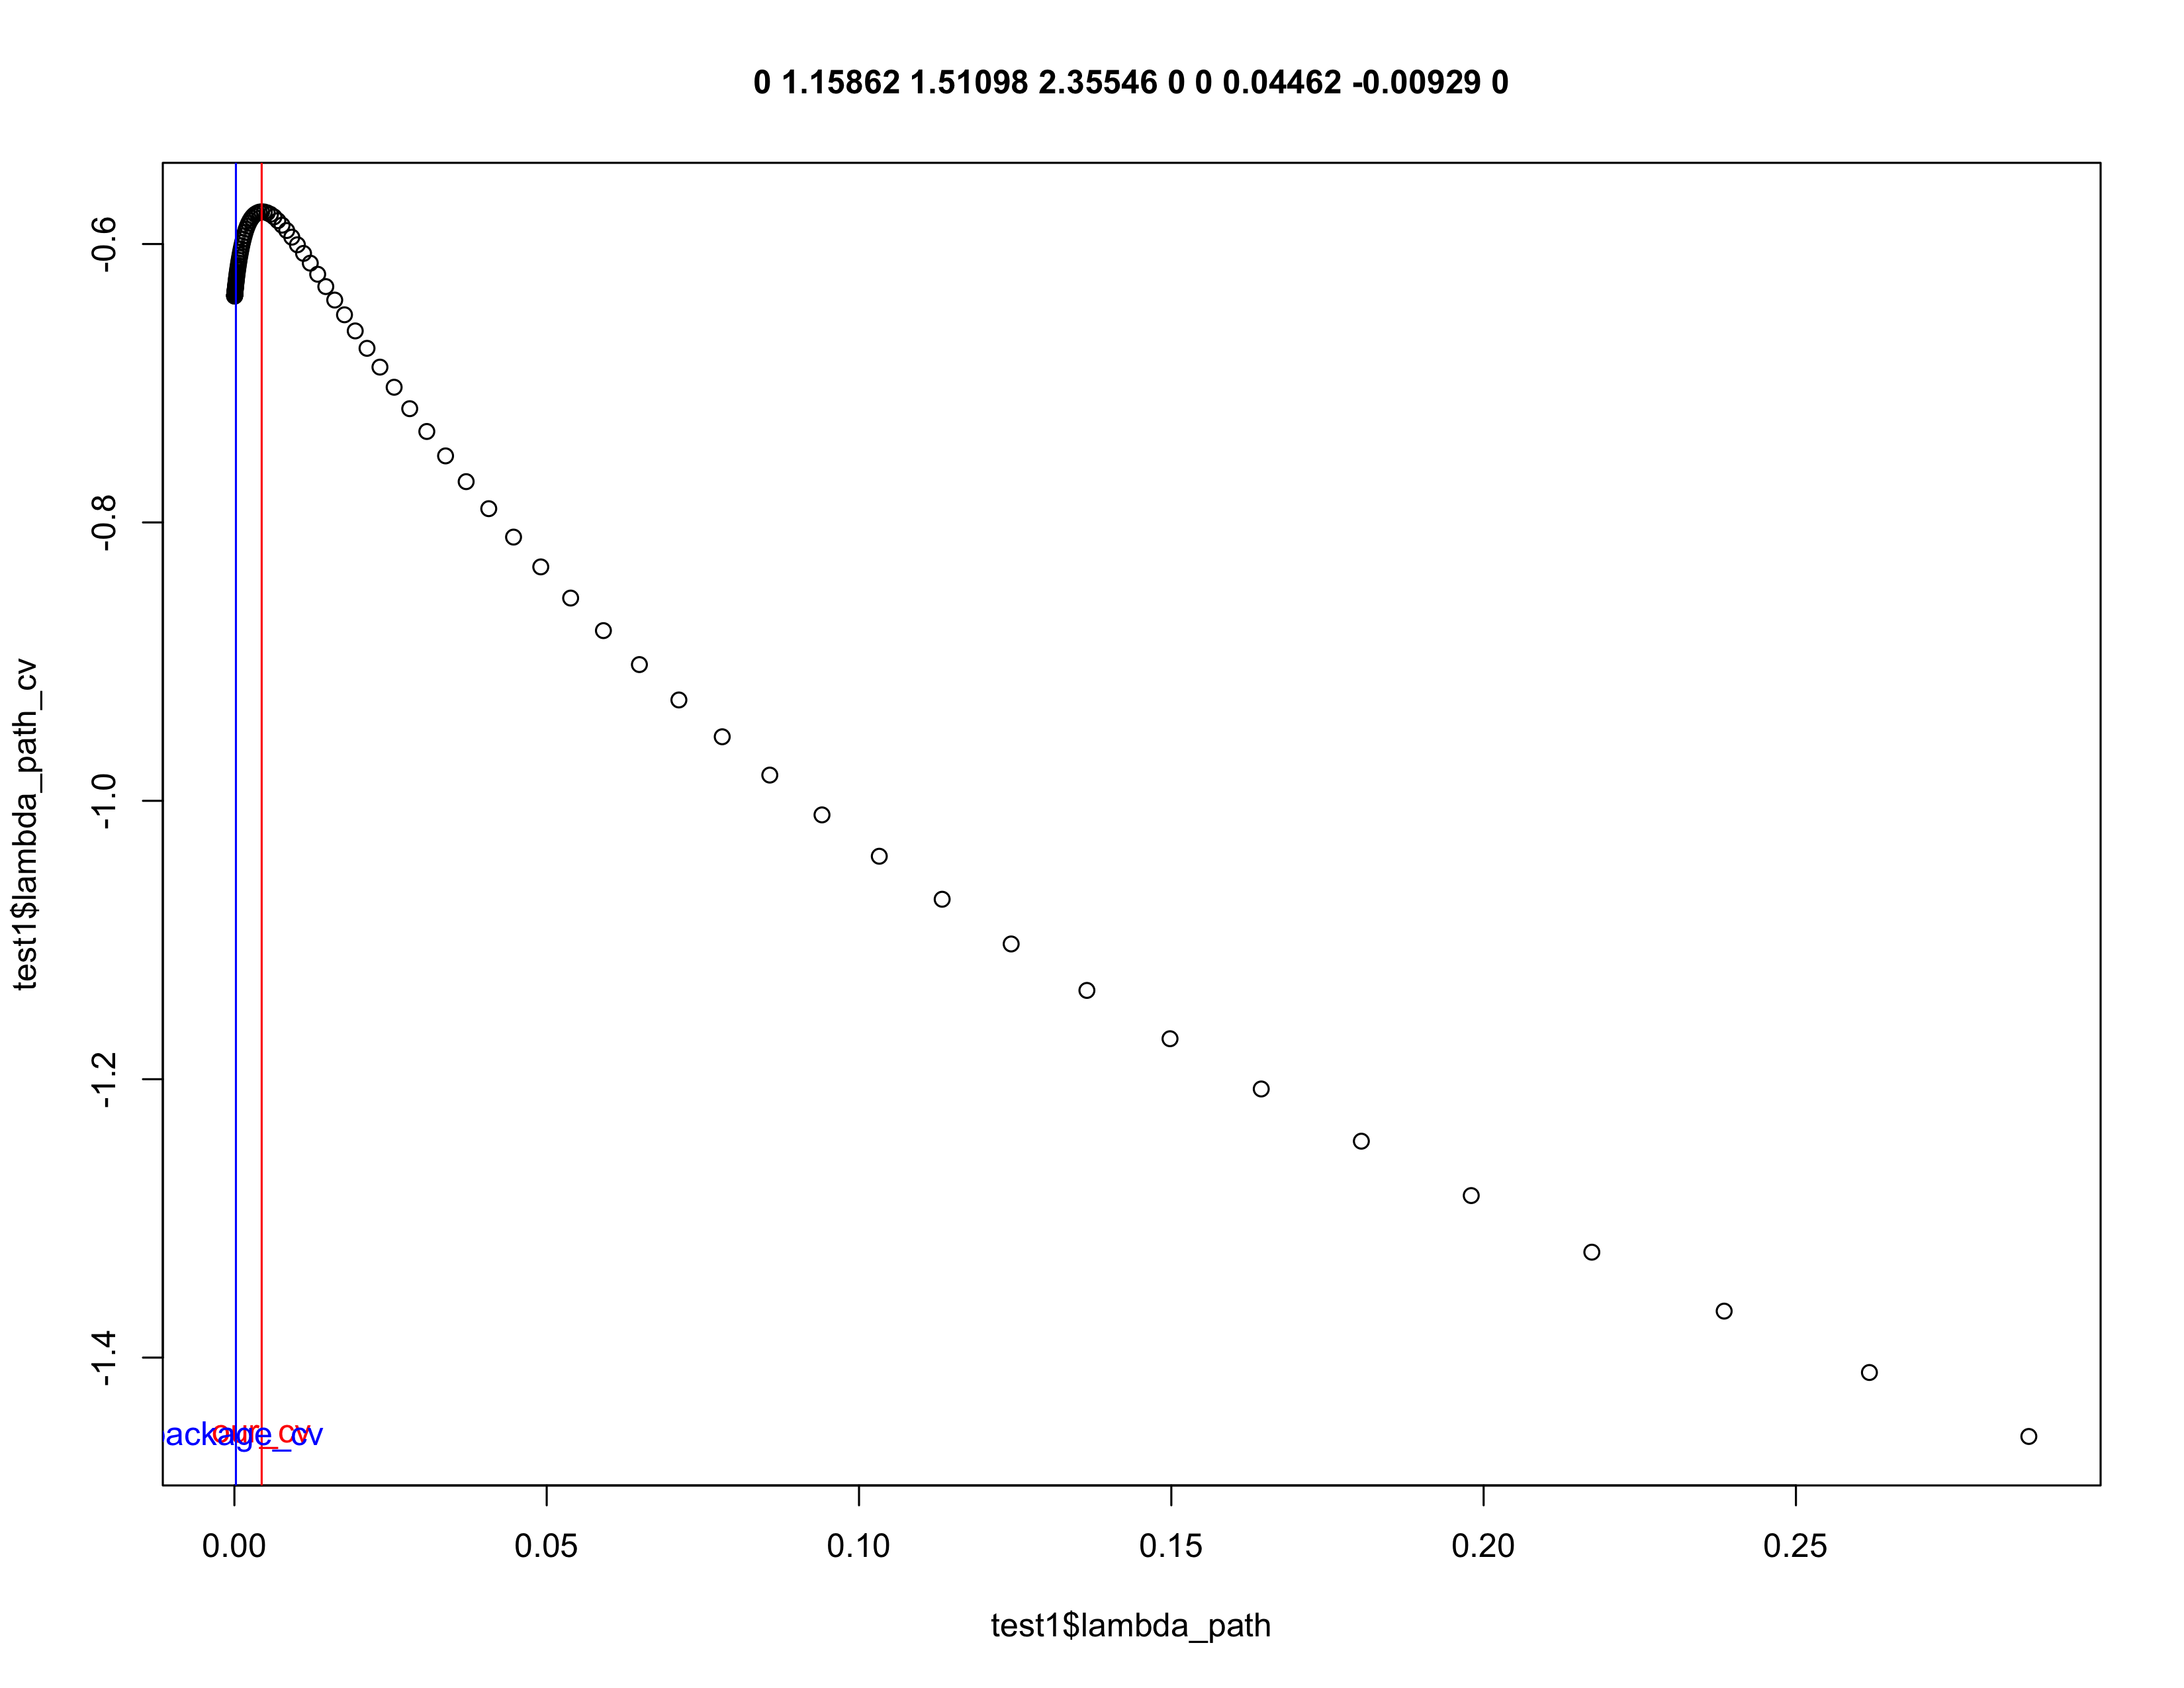 0 1.15862 1.51098 2.35546 0 0 0.04462 -0.00929 0
test1$lambda_path_cv
-0.6
-0.8
-1.0
-1.2
-1.4
ackage_cv
our_cv
0.00 0.05 0.10 0.15 0.20 0.25
test1$lambda_path